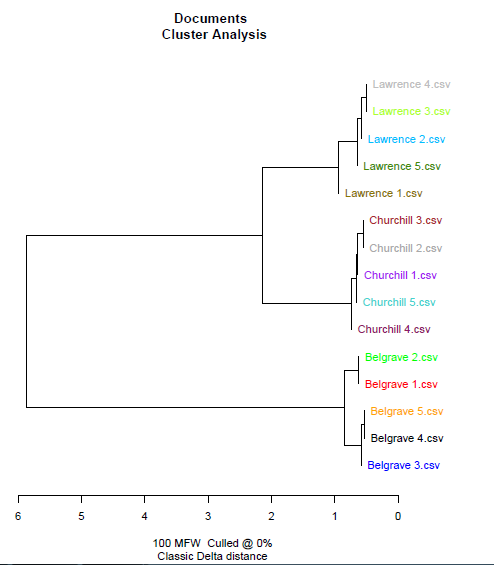 Documents
Cluster Analysis
Lawrence 4.csv
Lawrence 3.csv
Lawrence 2.csv
Lawrence 5.csv
Lawrence 1.csv
Churchill 3.csv
Churchill 2.csv
Churchill 1.csv
Churchill 5.csv
Churchill 4.csv
Belgrave 2.csv
Belgrave 1.csv
Belgrave 5.csv
Belgrave 4.csv
Belgrave 3.csv
6 5 4 3 2 1 0
100 MFW Culled @ 0%
Classic Delta distance